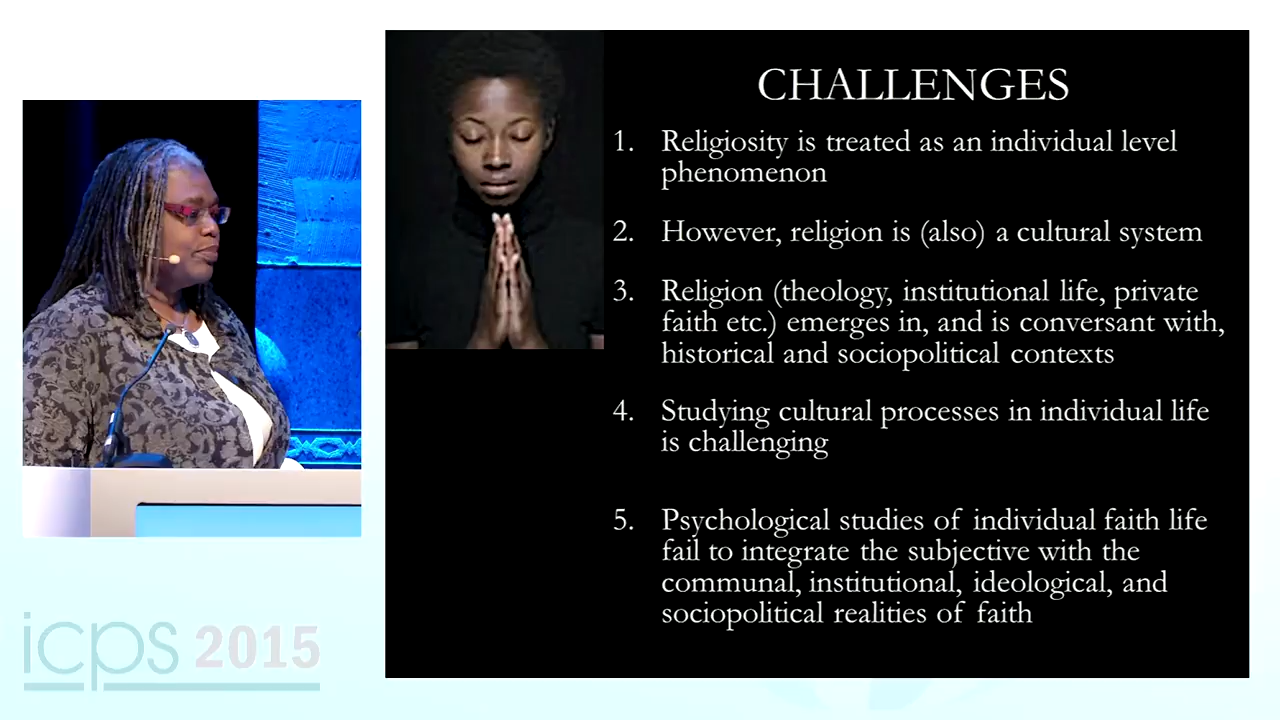 CHALLENGES
1. Religiosity is treated as an individual level
phenomenon
2. However, religion is (also) a cultural system
3. Religion (theology, institutional life, private
faith etc.) emerges in, and is conversant with,
historical and sociopolitical contexts
4. Studying cultural processes in individual life
is challenging
5. Psychological studies of individual faith life
fail to integrate the subjective with the
communal, institutional, ideological, and
sociopolitical realities of faith
icps 2015